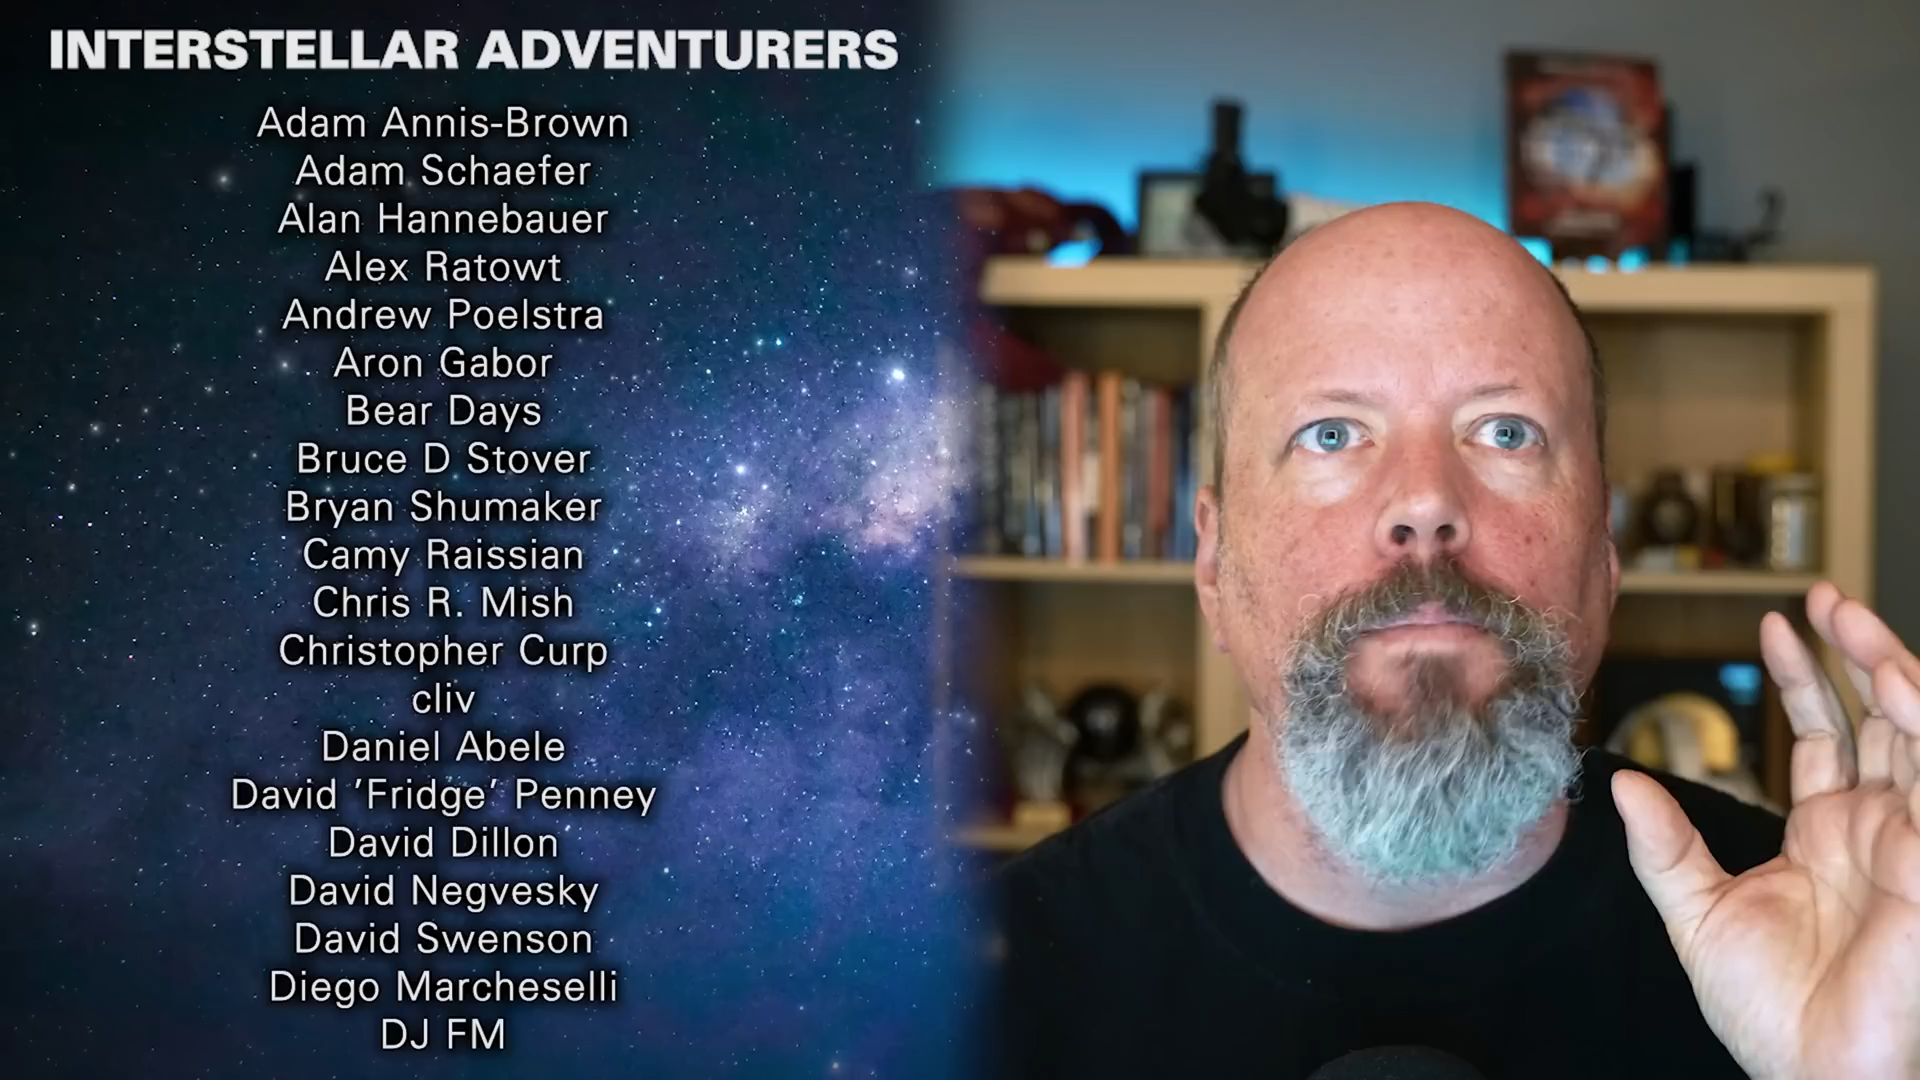 INTERSTELLAR ADVENTURERS
Adam Annis-Brown
Adam Schaefer
Alan Hannebauer
Alex Ratowt
Andrew Poelstra
Aron Gabor
Bear Days
Bruce D Stover
Bryan Shumaker
Camy Raissian
Chris R. Mish
Christopher Curp
cliv
Daniel Abele
David 'Fridge' Penney
David Dillon
David Negvesky
David Swenson
Diego Marcheselli
DJ FM